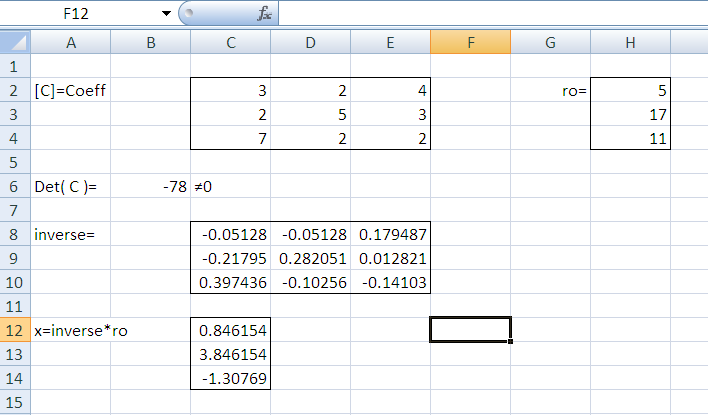 F12 fx
A B C D E F G H
1
2 [C]=Coeff 3 2 4 ro= 5
3 2 5 3 17
4 7 2 2 11
5
6 Det( C )= -78 ≠0
7
8 inverse= -0.05128 -0.05128 0.179487
9 -0.21795 0.282051 0.012821
10 0.397436 -0.10256 -0.14103
11
12 x=inverse*ro 0.846154
13 3.846154
14 -1.30769
15